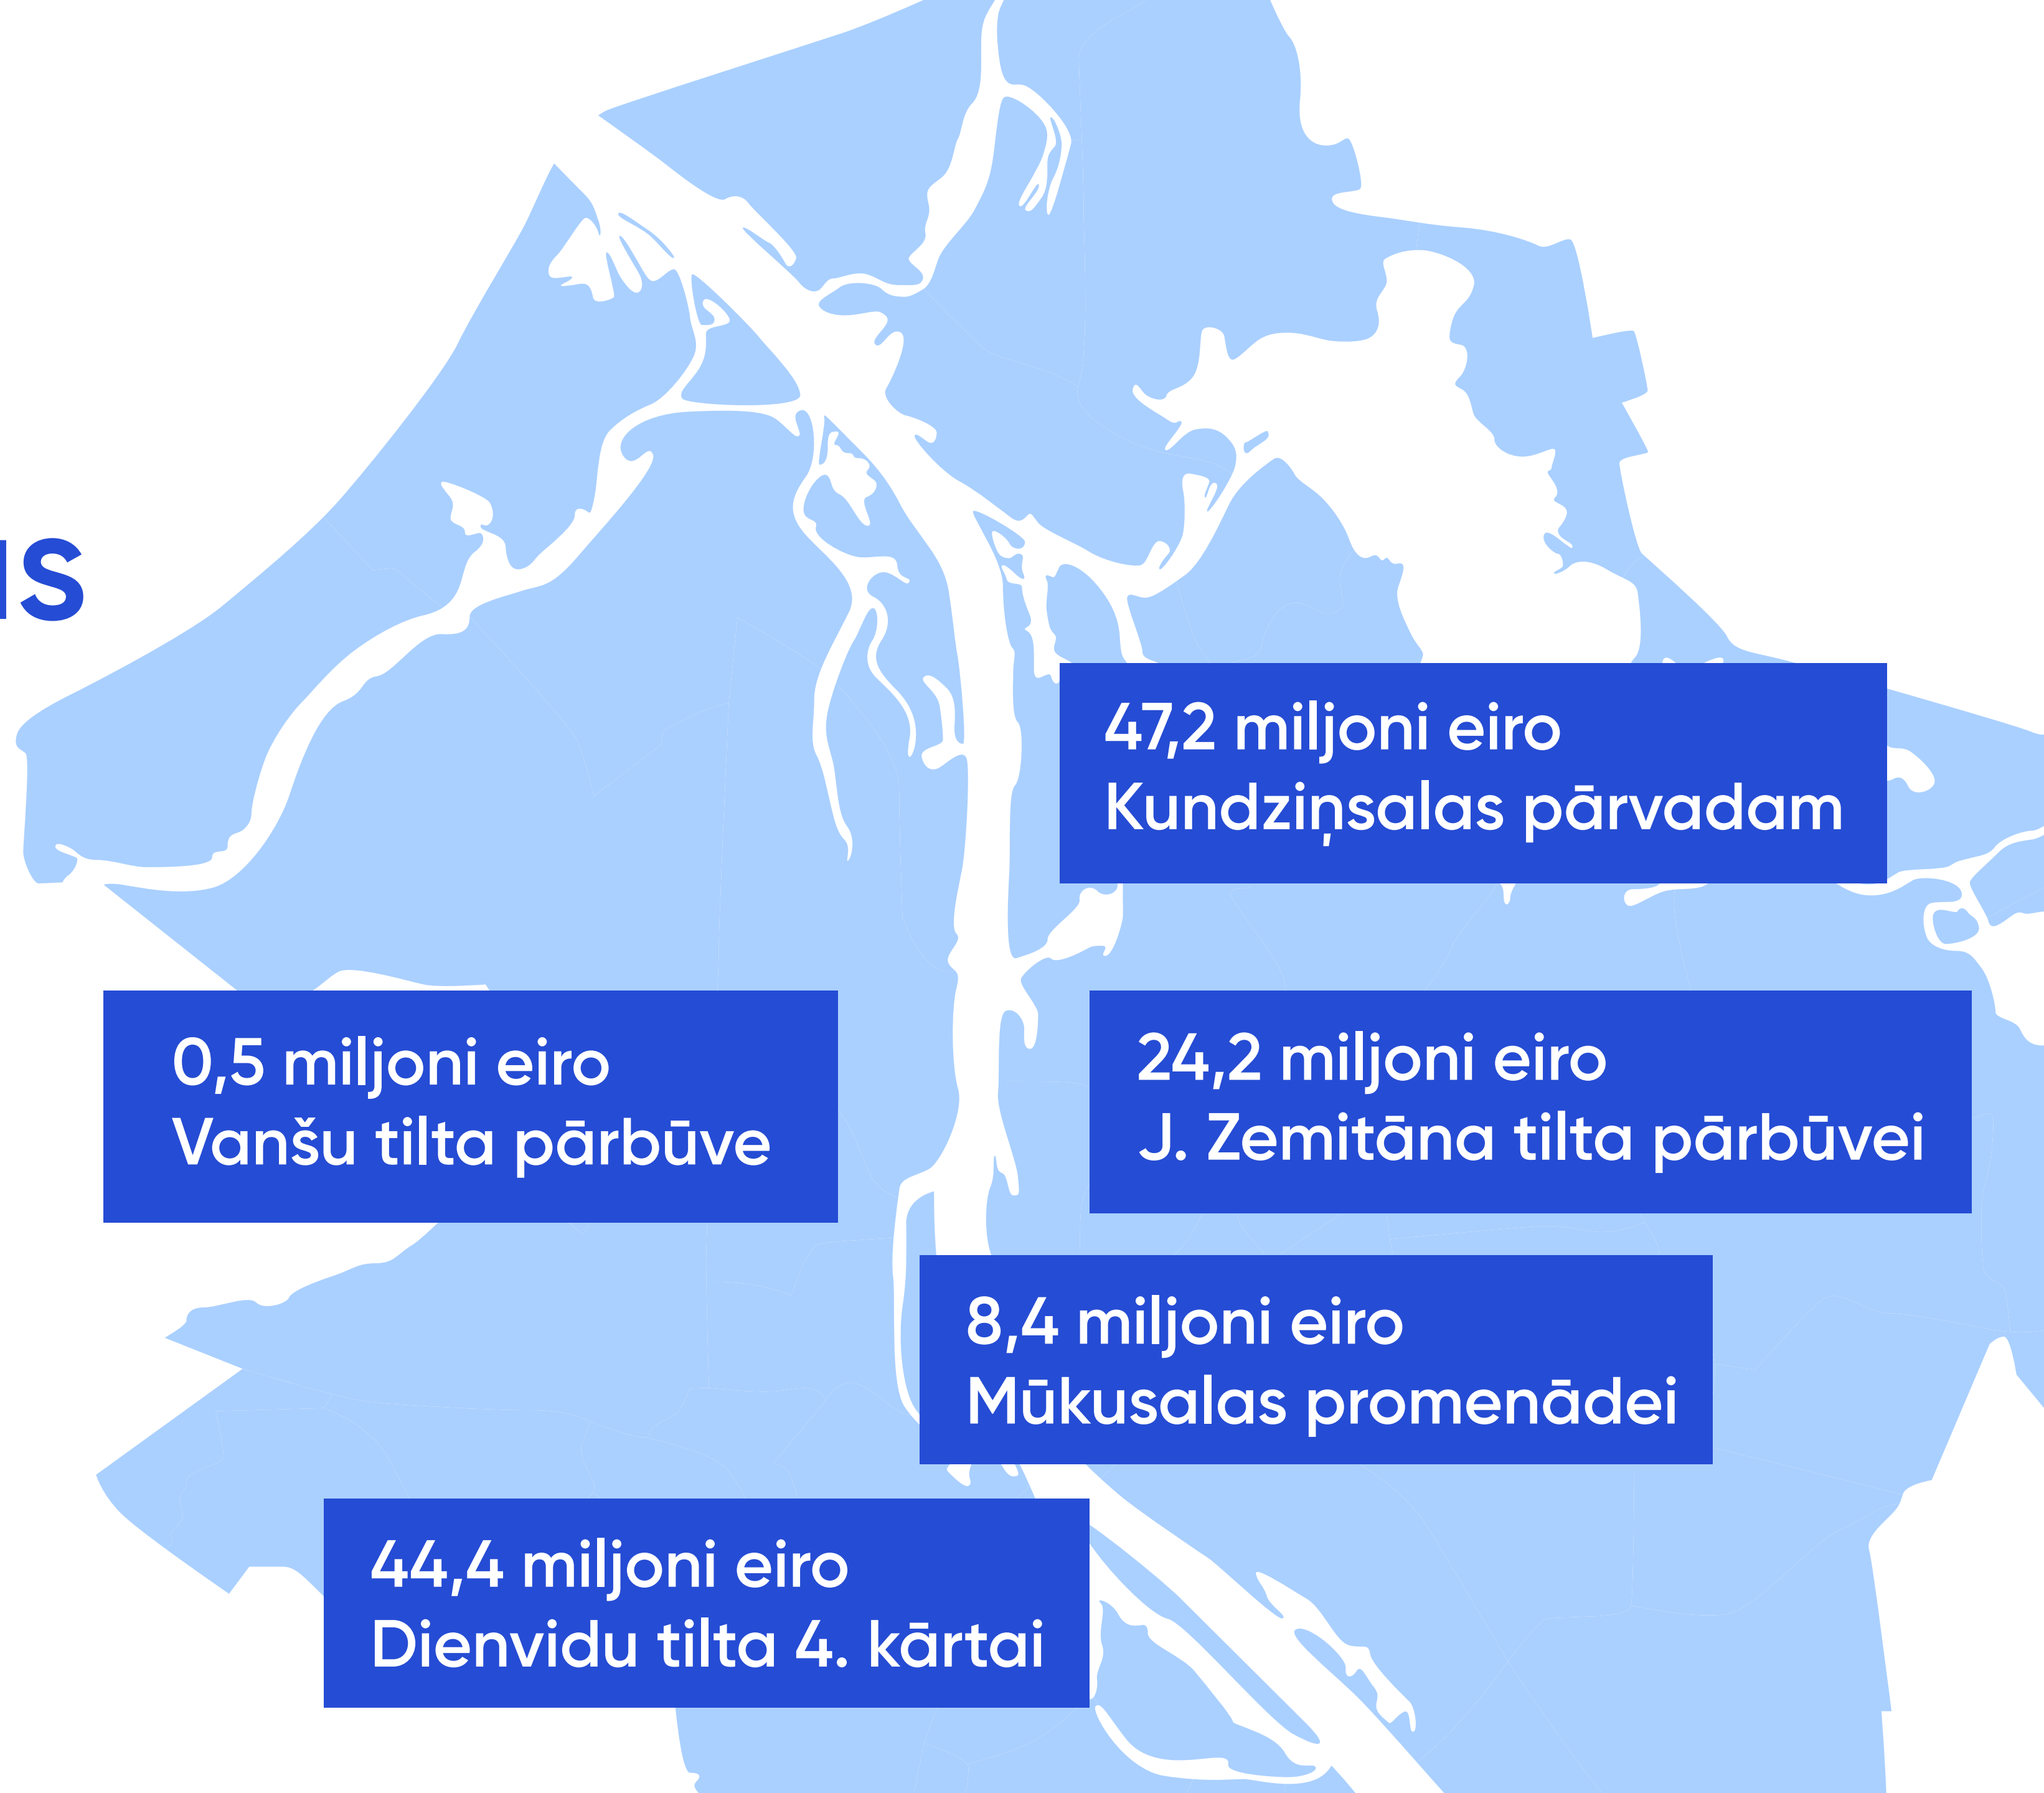 47,2 miljoni eiro
Kundziņsalas pārvadam
0,5 miljoni eiro
Vanšu tilta pārbūve
24,2 miljoni eiro
J. Zemitāna tilta pārbūvei
8,4 miljoni eiro
Mūkusalas promenādei
44,4 miljoni eiro
Dienvidu tilta 4. kārtai